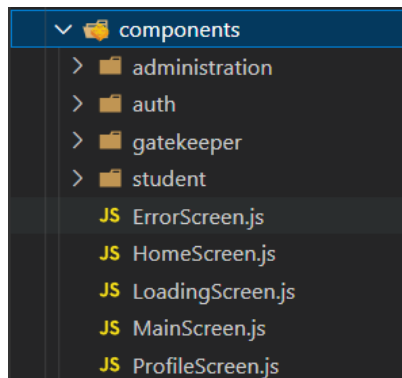 components
administration
auth
gatekeeper
student
JS ErrorScreen.js
JS HomeScreen.js
JS LoadingScreen.js
JS MainScreen.js
JS ProfileScreen.js